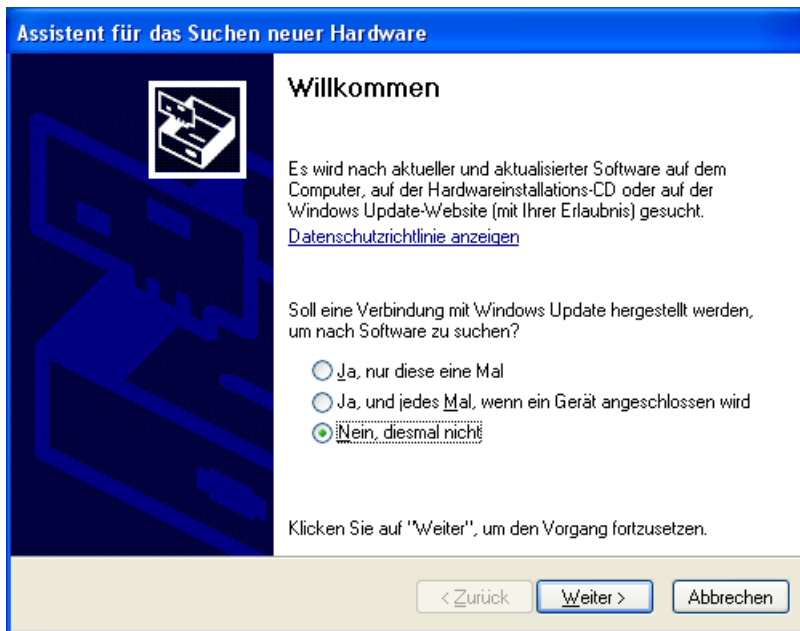 Assistent für das Suchen neuer Hardware
Willkommen
Es wird nach aktueller und aktualisierter Software auf dem
Computer, auf der Hardwareinstallations-CD oder auf der
Windows Update-Website (mit Ihrer Erlaubnis) gesucht.
Datenschutzrichtlinie anzeigen
Soll eine Verbindung mit Windows Update hergestellt werden,
um nach Software zu suchen?
Ja, nur diese eine Mal
Ja, und jedes Mal, wenn ein Gerät angeschlossen wird
Nein, diesmal nicht
Klicken Sie auf "Weiter", um den Vorgang fortzusetzen.
< Zurück Weiter > Abbrechen